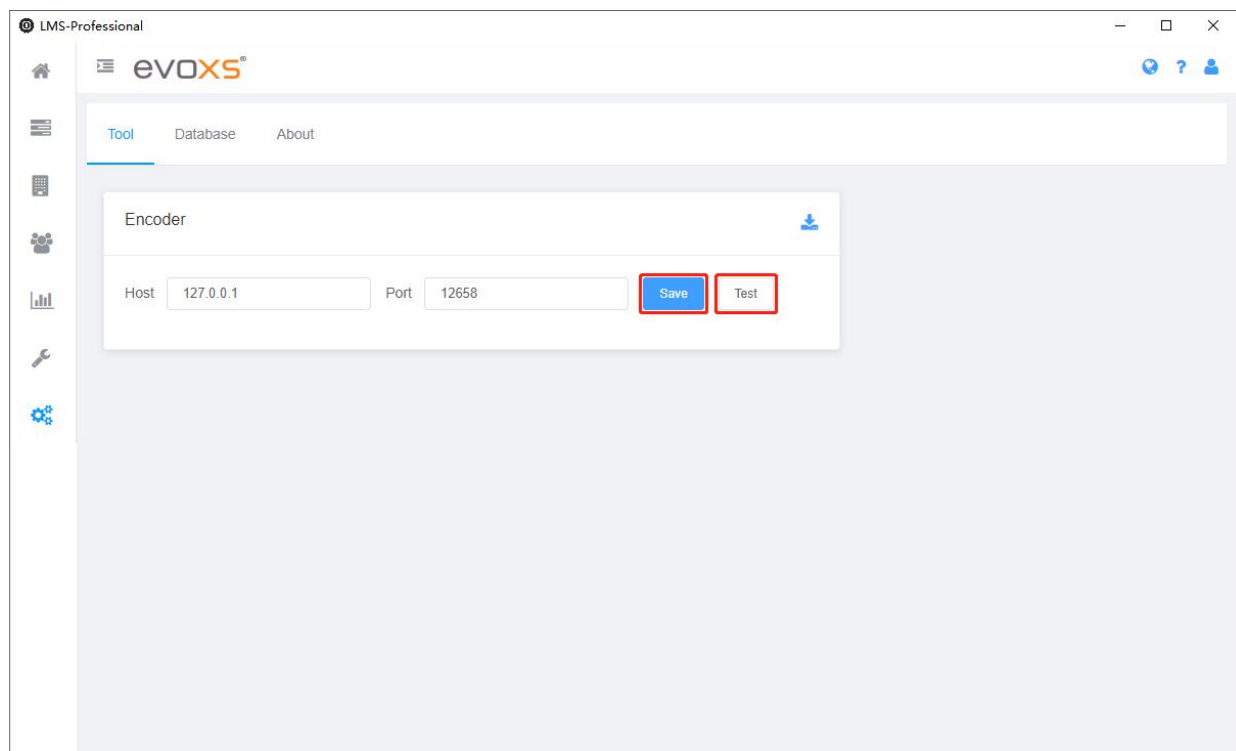 LMS-Professional
evoxs®
?
Tool Database About
Encoder
Host 127.0.0.1 Port 12658 Save Test